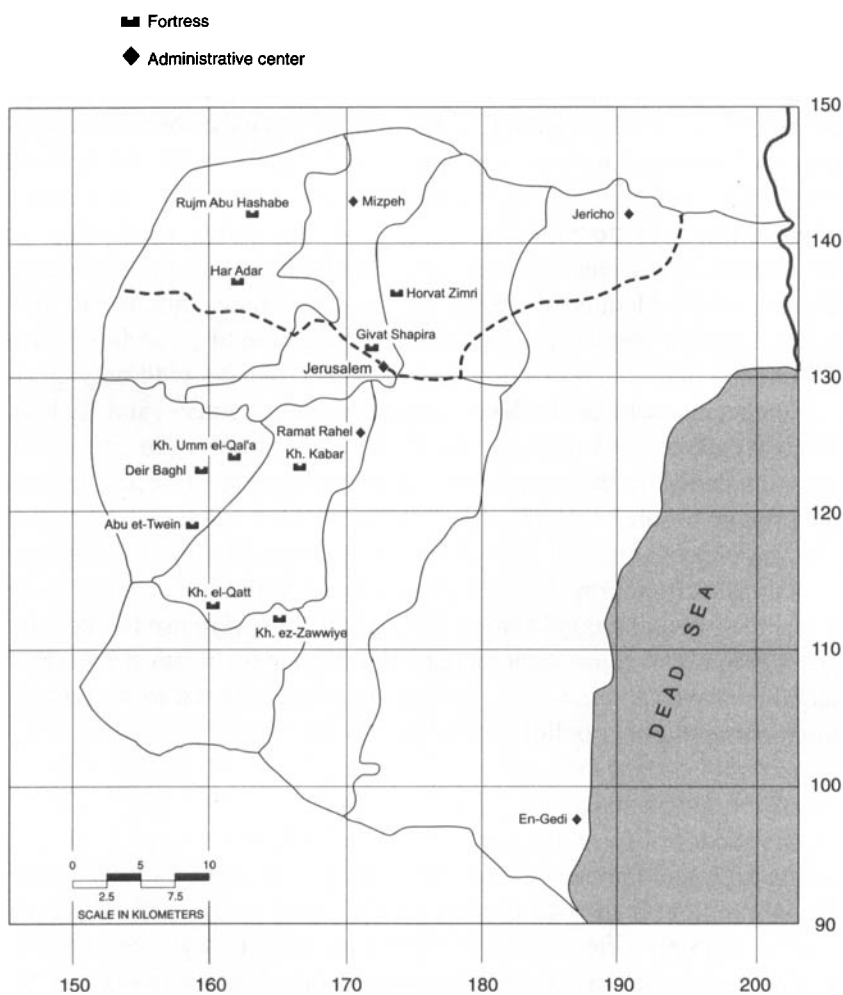 Fortress
Administrative center
150
Rujm Abu Hashabe
Mizpeh
Jericho
140
Har Adar
Horvat Zimri
Givat Shapira
Jerusalem
130
Ramat Rahel
Kh. Umm el-Qal'a
Kh. Kabar
Deir Baghl
120
Abu et-Twein
Kh. el-Qatt
Kh. ez-Zawwiye
110
DEAD SEA
100
En-Gedi
0 5 10
2.5 7.5
SCALE IN KILOMETERS
90
150 160 170 180 190 200